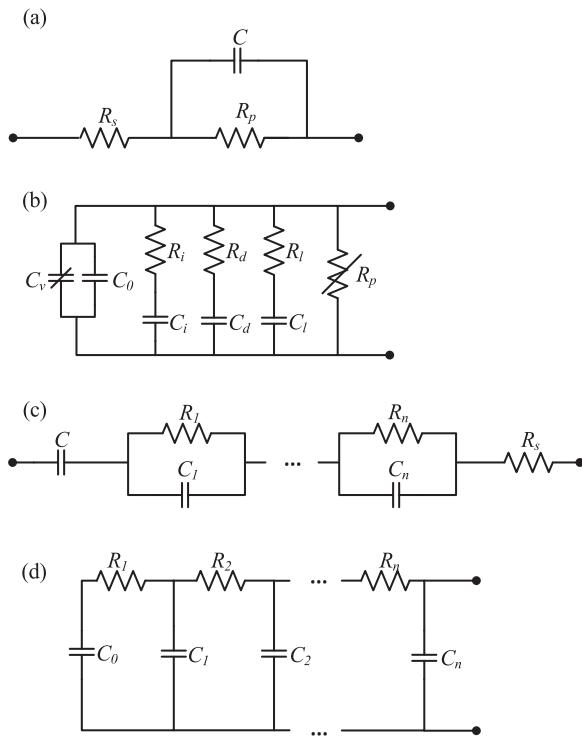 (a)
C
R_s
R_p
(b)
C_v
C_0
R_i
R_d
R_l
R_p
C_i
C_d
C_l
(c)
C
R_1
R_n
R_s
C_1
...
C_n
(d)
R_1
R_2
...
R_n
C_0
C_1
C_2
C_n
...